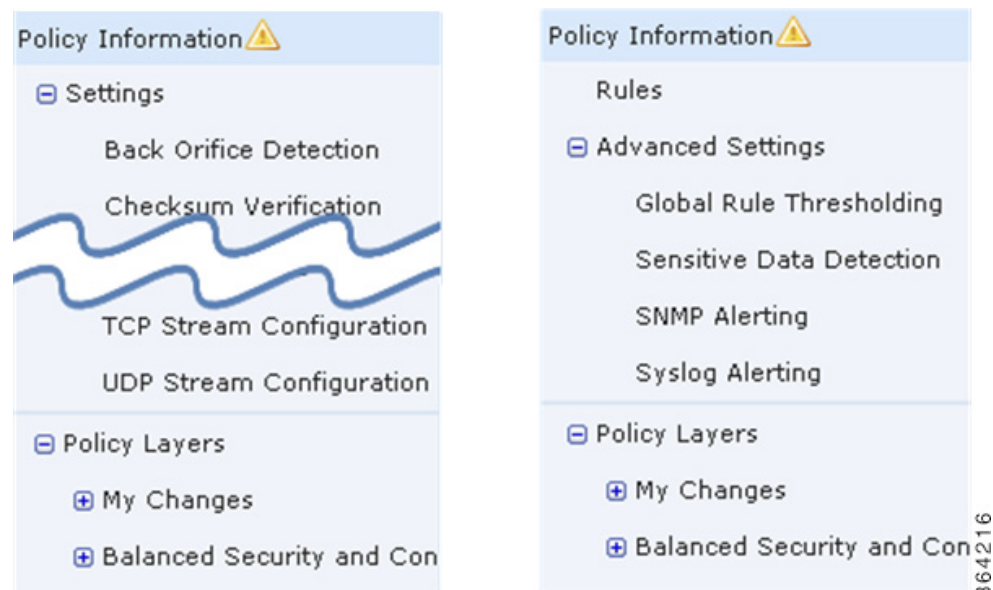 Policy Information
Settings
Back Orifice Detection
Checksum Verification
TCP Stream Configuration
UDP Stream Configuration
Policy Layers
My Changes
Balanced Security and Con
Policy Information
Rules
Advanced Settings
Global Rule Thresholding
Sensitive Data Detection
SNMP Alerting
Syslog Alerting
Policy Layers
My Changes
Balanced Security and Con
364216